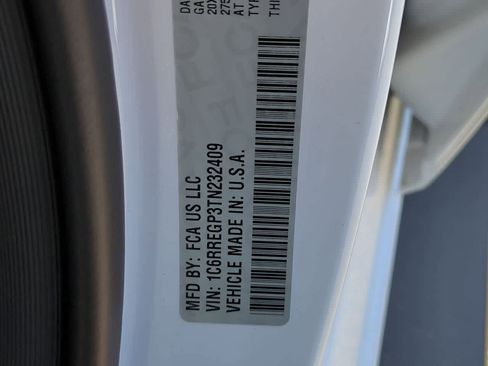 MFD BY: FCA US LLC
VIN: 1C6RREGP3TN232409
VEHICLE MADE IN: U.S.A.